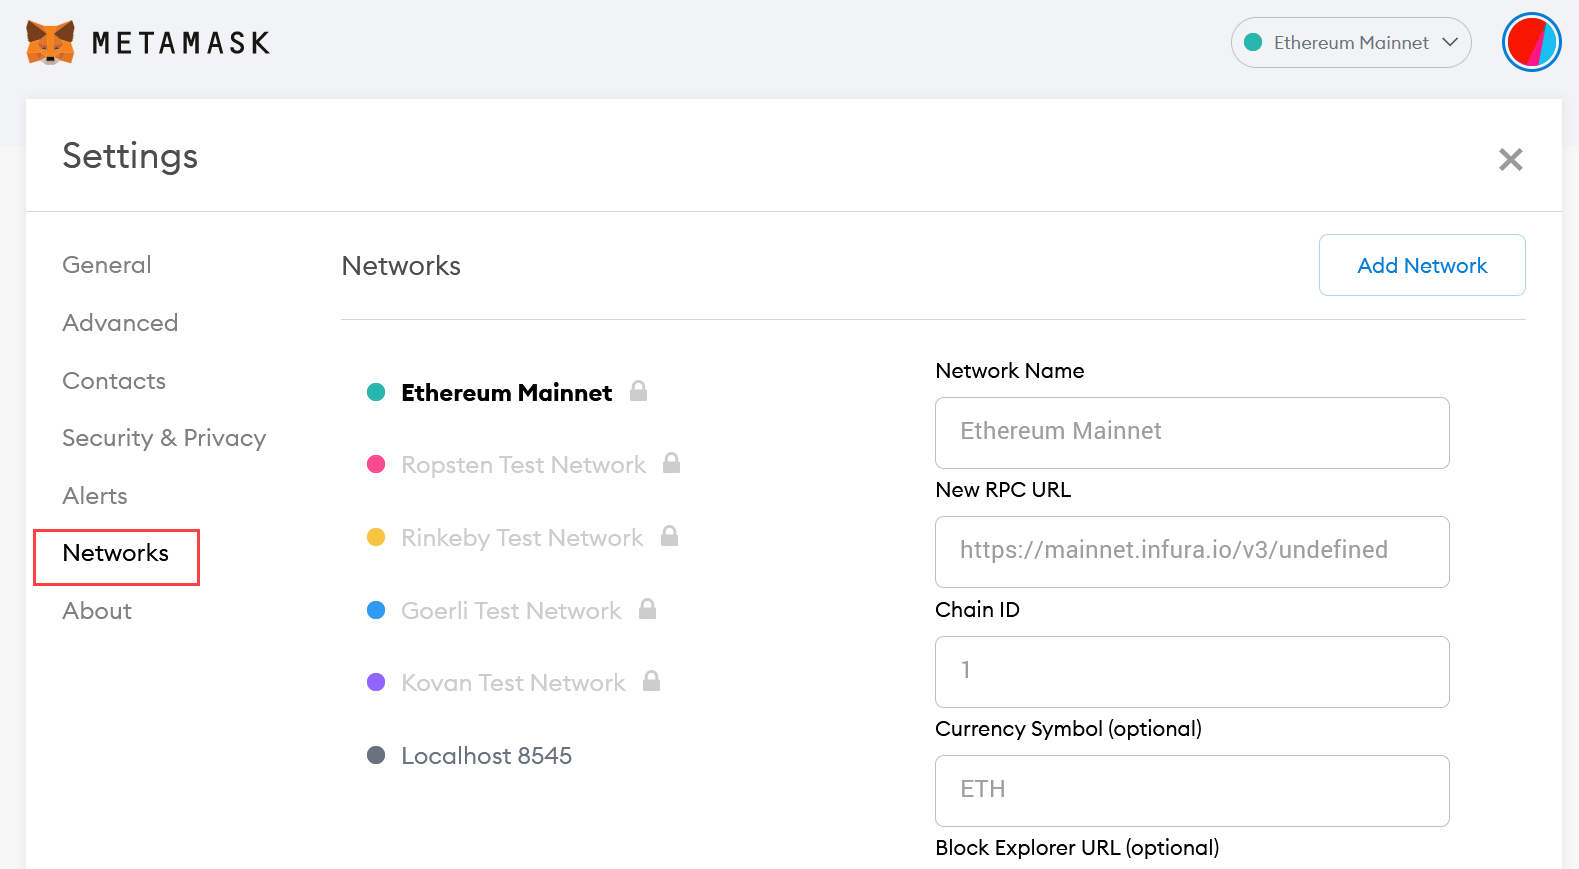 METAMASK
Ethereum Mainnet
Settings
General
Advanced
Contacts
Security & Privacy
Alerts
Networks
About
Networks
Add Network
Ethereum Mainnet
Ropsten Test Network
Rinkeby Test Network
Goerli Test Network
Kovan Test Network
Localhost 8545
Network Name
Ethereum Mainnet
New RPC URL
https://mainnet.infura.io/v3/undefined
Chain ID
1
Currency Symbol (optional)
ETH
Block Explorer URL (optional)